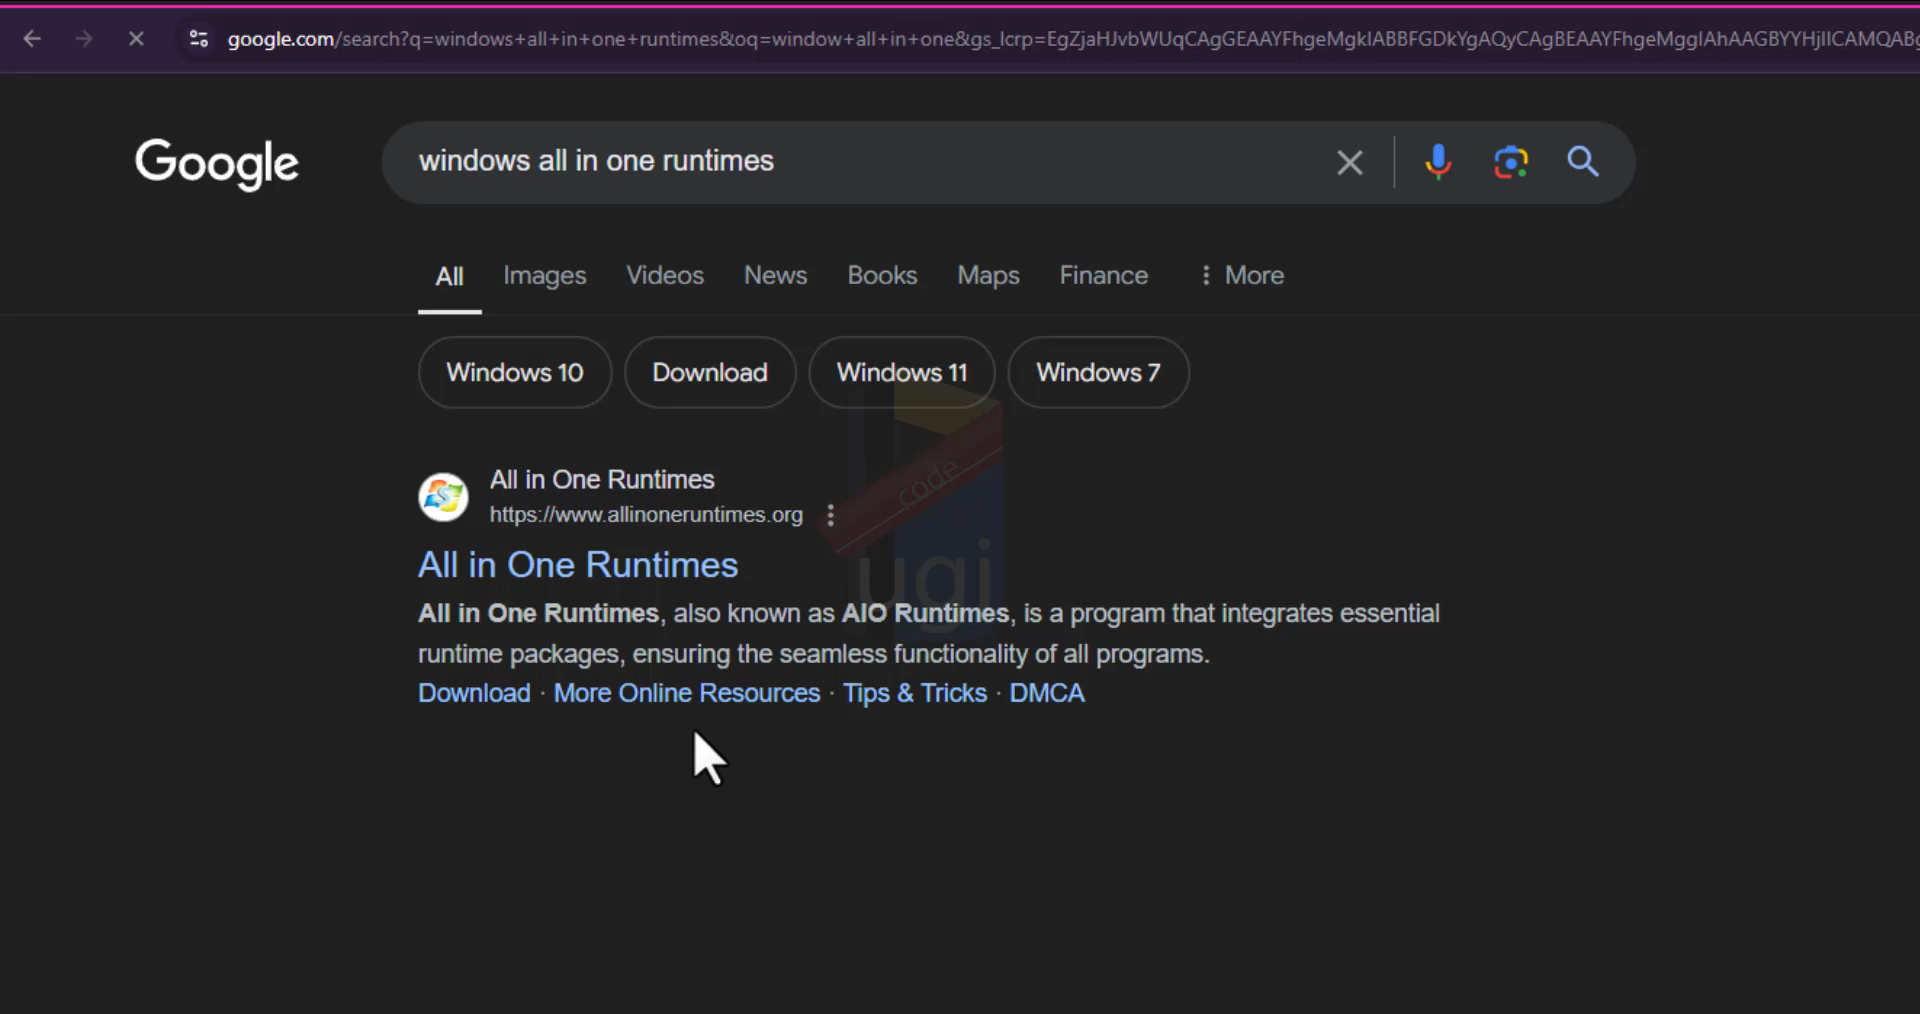 google.com/search?q=windows+all+in+one+runtimes&oq=window+all+in+one&gs_lcrp=
Google
windows all in one runtimes
All Images Videos News Books Maps Finance More
Windows 10 Download Windows 11 Windows 7
code
ugi
All in One Runtimes
https://www.allinoneruntimes.org
All in One Runtimes
All in One Runtimes, also known as AIO Runtimes, is a program that integrates essential
runtime packages, ensuring the seamless functionality of all programs.
Download · More Online Resources · Tips & Tricks · DMCA